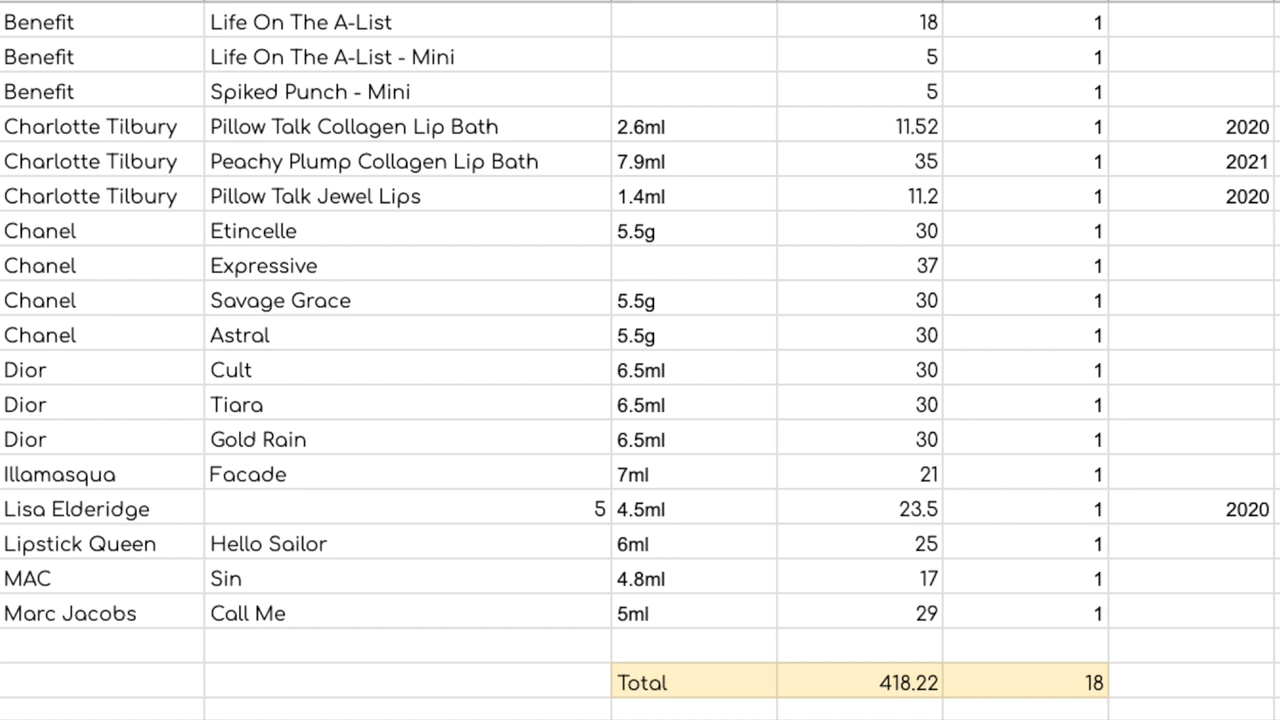 Benefit Life On The A-List 18 1
Benefit Life On The A-List - Mini 5 1
Benefit Spiked Punch - Mini 5 1
Charlotte Tilbury Pillow Talk Collagen Lip Bath 2.6ml 11.52 1 2020
Charlotte Tilbury Peachy Plump Collagen Lip Bath 7.9ml 35 1 2021
Charlotte Tilbury Pillow Talk Jewel Lips 1.4ml 11.2 1 2020
Chanel Etincelle 5.5g 30 1
Chanel Expressive 37 1
Chanel Savage Grace 5.5g 30 1
Chanel Astral 5.5g 30 1
Dior Cult 6.5ml 30 1
Dior Tiara 6.5ml 30 1
Dior Gold Rain 6.5ml 30 1
Illamasqua Facade 7ml 21 1
Lisa Elderidge 5 4.5ml 23.5 1 2020
Lipstick Queen Hello Sailor 6ml 25 1
MAC Sin 4.8ml 17 1
Marc Jacobs Call Me 5ml 29 1
Total 418.22 18